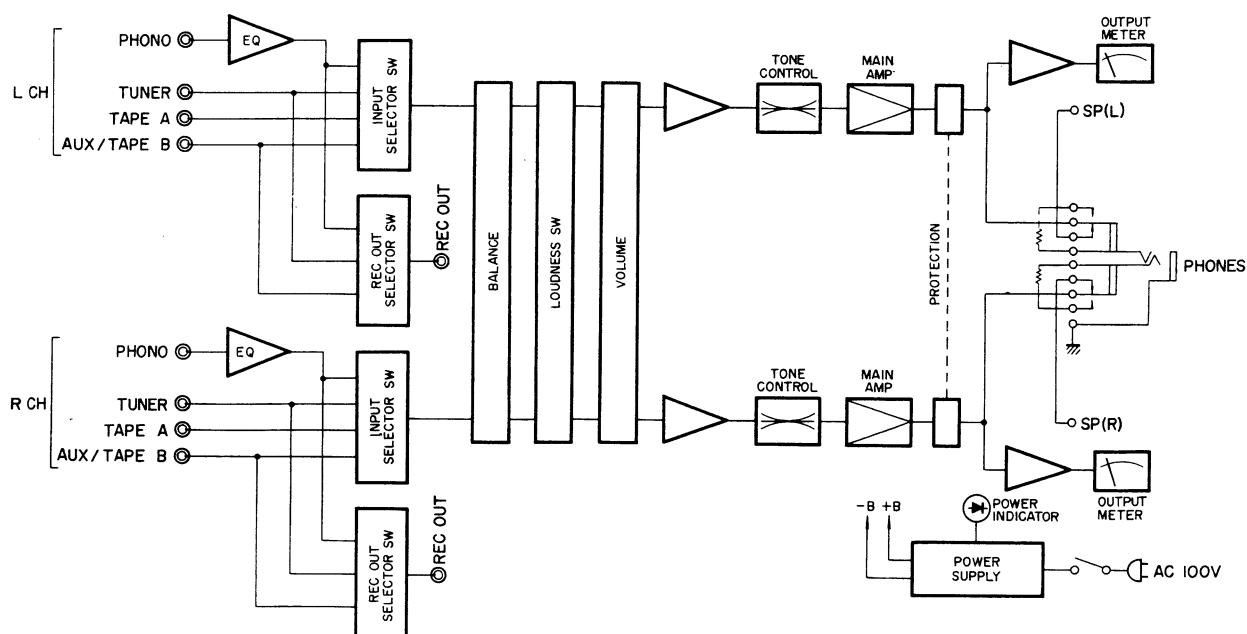 L CH
PHONO
TUNER
TAPE A
AUX/TAPE B
EQ
INPUT
SELECTOR SW
REC OUT
SELECTOR SW
REC OUT
BALANCE
LOUDNESS SW
VOLUME
TONE
CONTROL
MAIN
AMP
PROTECTION
OUTPUT
METER
SP(L)
PHONES
R CH
PHONO
TUNER
TAPE A
AUX/TAPE B
EQ
INPUT
SELECTOR SW
REC OUT
SELECTOR SW
REC OUT
TONE
CONTROL
MAIN
AMP
SP(R)
OUTPUT
METER
-B +B
POWER
INDICATOR
POWER
SUPPLY
AC 100V